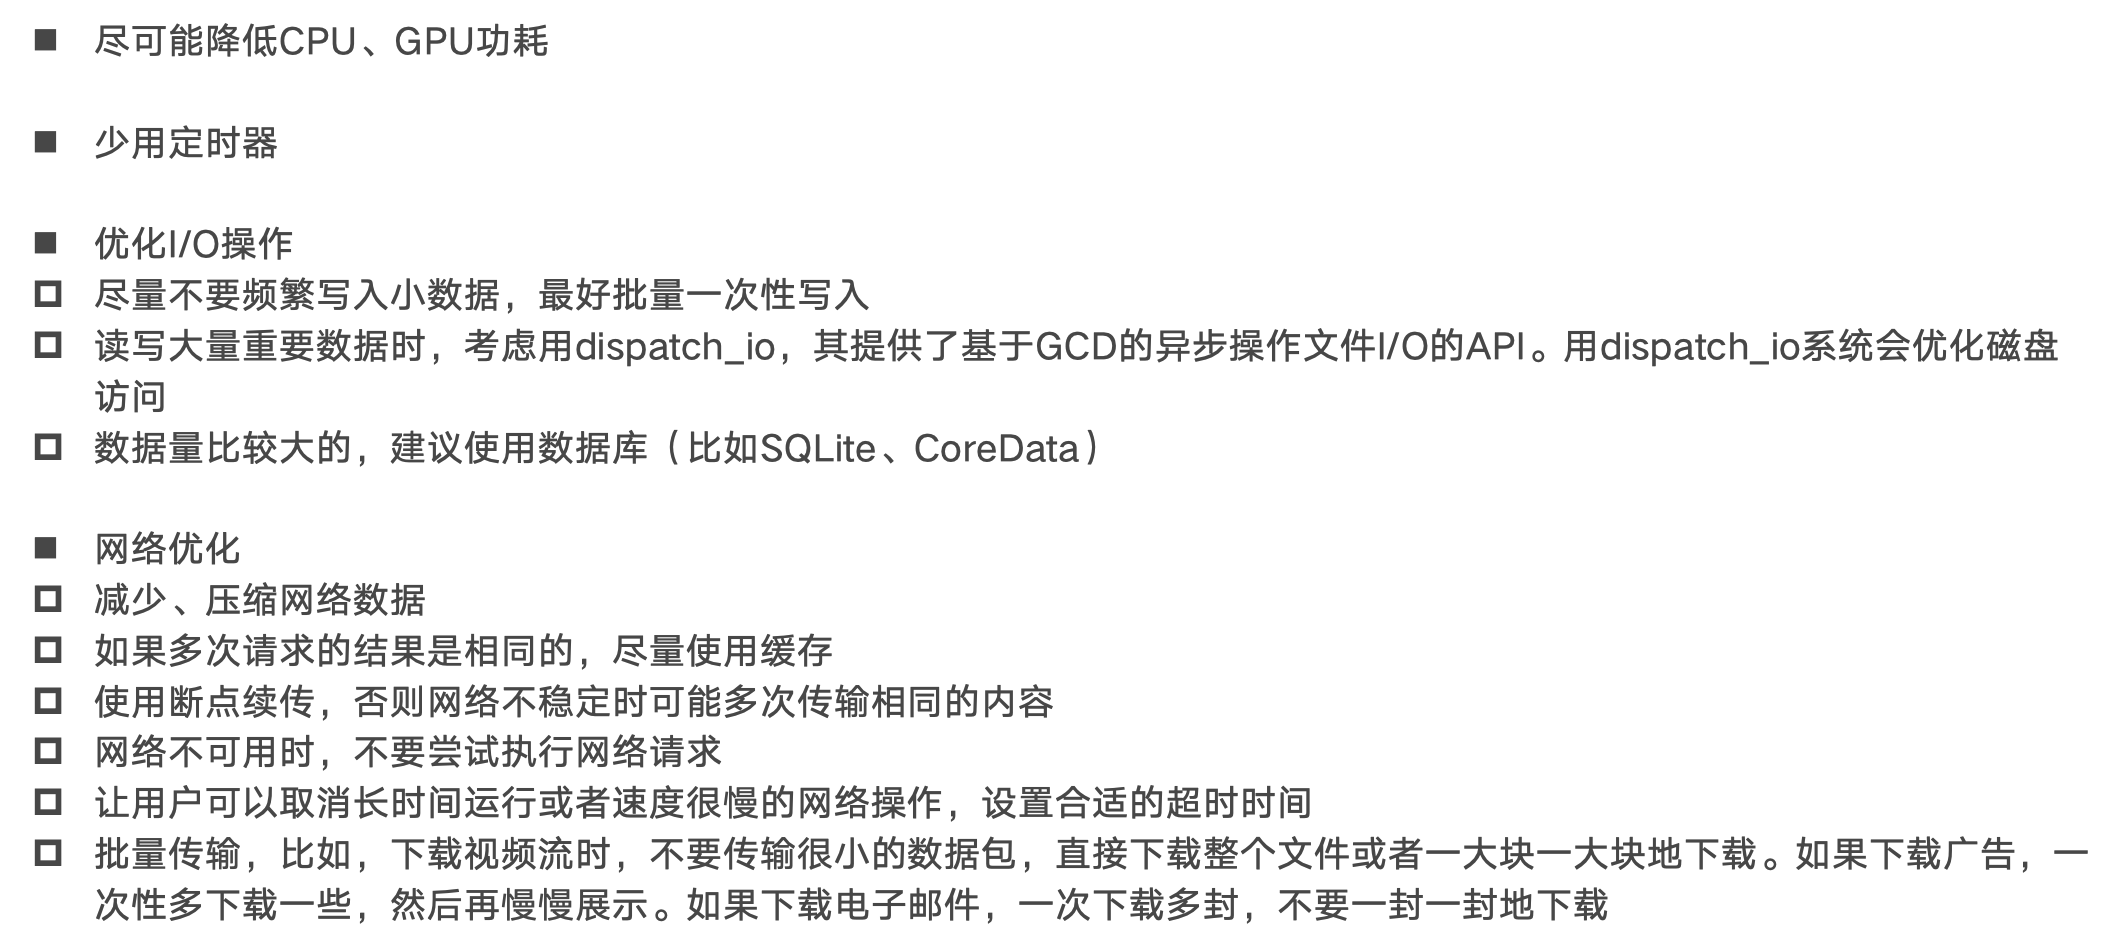 ■ 尽可能降低CPU、GPU功耗
■ 少用定时器
■ 优化I/O操作
□ 尽量不要频繁写入小数据，最好批量一次性写入
□ 读写大量重要数据时，考虑用dispatch_io，其提供了基于GCD的异步操作文件I/O的API。用dispatch_io系统会优化磁盘
访问
□ 数据量比较大的，建议使用数据库（比如SQLite、CoreData）
■ 网络优化
□ 减少、压缩网络数据
□ 如果多次请求的结果是相同的，尽量使用缓存
□ 使用断点续传，否则网络不稳定时可能多次传输相同的内容
□ 网络不可用时，不要尝试执行网络请求
□ 让用户可以取消长时间运行或者速度很慢的网络操作，设置合适的超时时间
□ 批量传输，比如，下载视频流时，不要传输很小的数据包，直接下载整个文件或者一大块一大块地下载。如果下载广告，一
次性多下载一些，然后再慢慢展示。如果下载电子邮件，一次下载多封，不要一封一封地下载